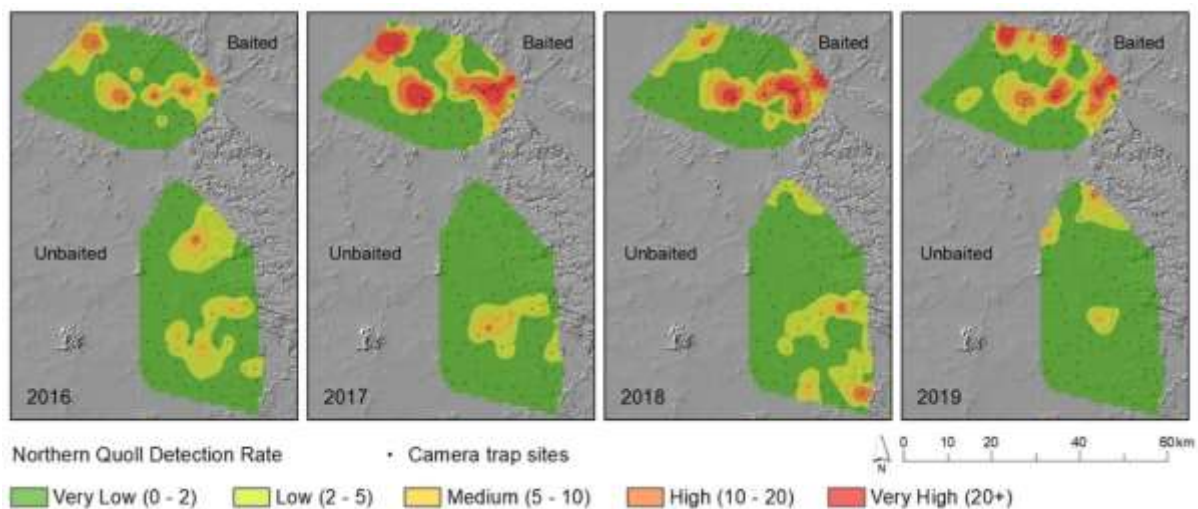 Baited
Unbaited
2016
Baited
Unbaited
2017
Baited
Unbaited
2018
Baited
Unbaited
2019
Northern Quoll Detection Rate
Camera trap sites
N
0 20 40 60 km
Very Low (0 - 2)
Low (2 - 5)
Medium (5 - 10)
High (10 - 20)
Very High (20+)